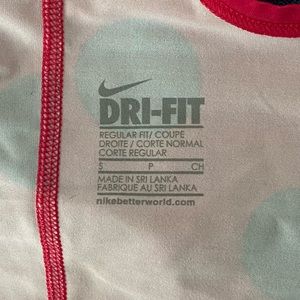 DRI-FIT
REGULAR FIT/ COUPE
DROITE / CORTE NORMAL
CORTE REGULAR
S P CH
MADE IN SRI LANKA
FABRIQUE AU SRI LANKA
nikebetterworld.com